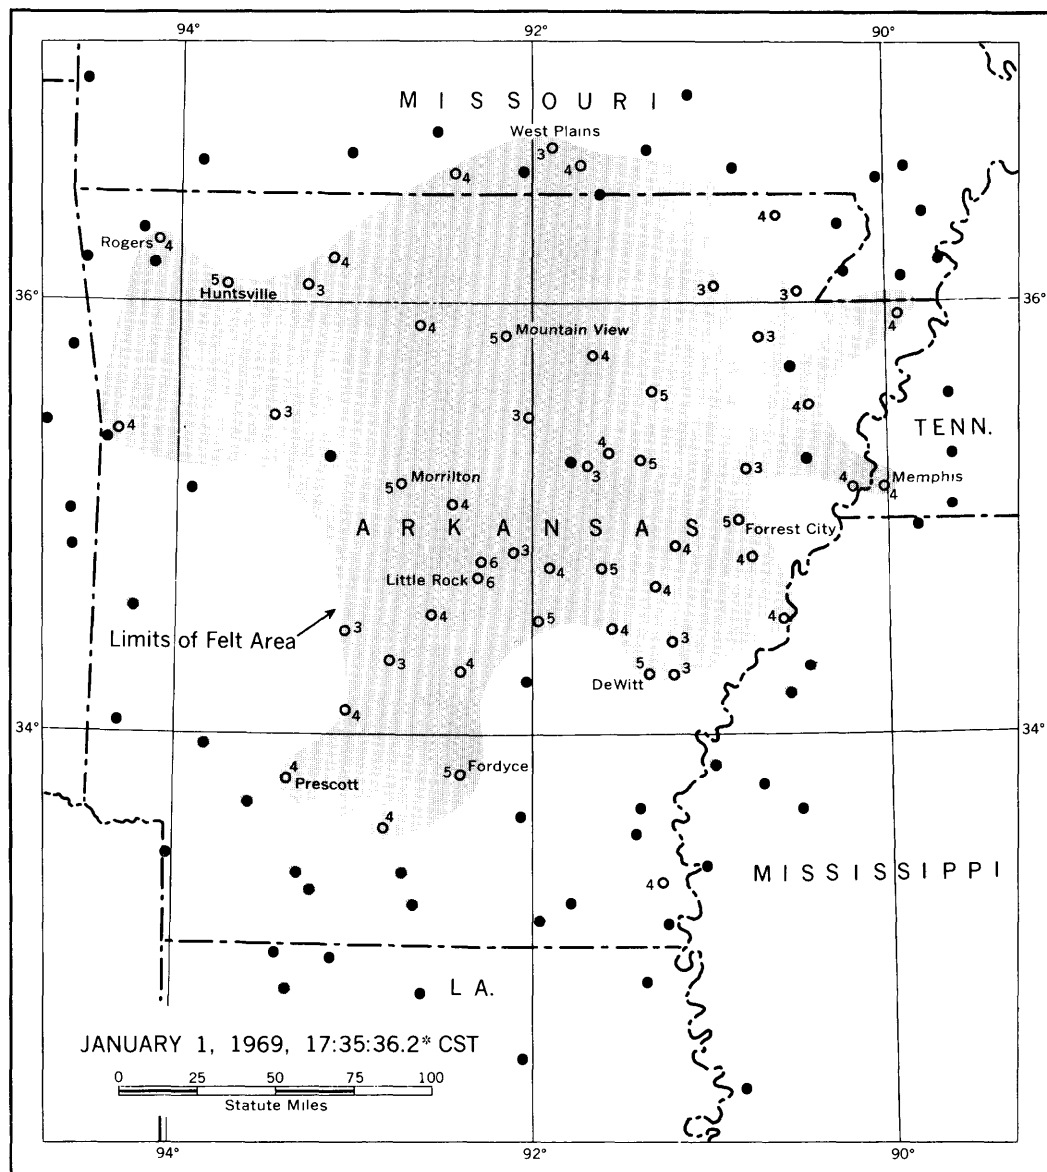 94° 92° 90°
MISSOURI
West Plains
3
4
4
4
Rogers 4
4
5
Huntsville
3
3
3
36° 36°
4
4
5 Mountain View
3
4
5
4
3
3
4
TENN.
4
4
5
3
3
5 Morrilton
4
4
4 Memphis
ARKANSAS
5
Forrest City
3
6
4
4
4
5
Little Rock 6
4
Limits of Felt Area
3
4
5
4
4
3
3
4
5
3
DeWitt
4
34° 34°
4
Prescott
5 Fordyce
4
4
MISSISSIPPI
LA.
JANUARY 1, 1969, 17:35:36.2* CST
0 25 50 75 100
Statute Miles
94° 92° 90°